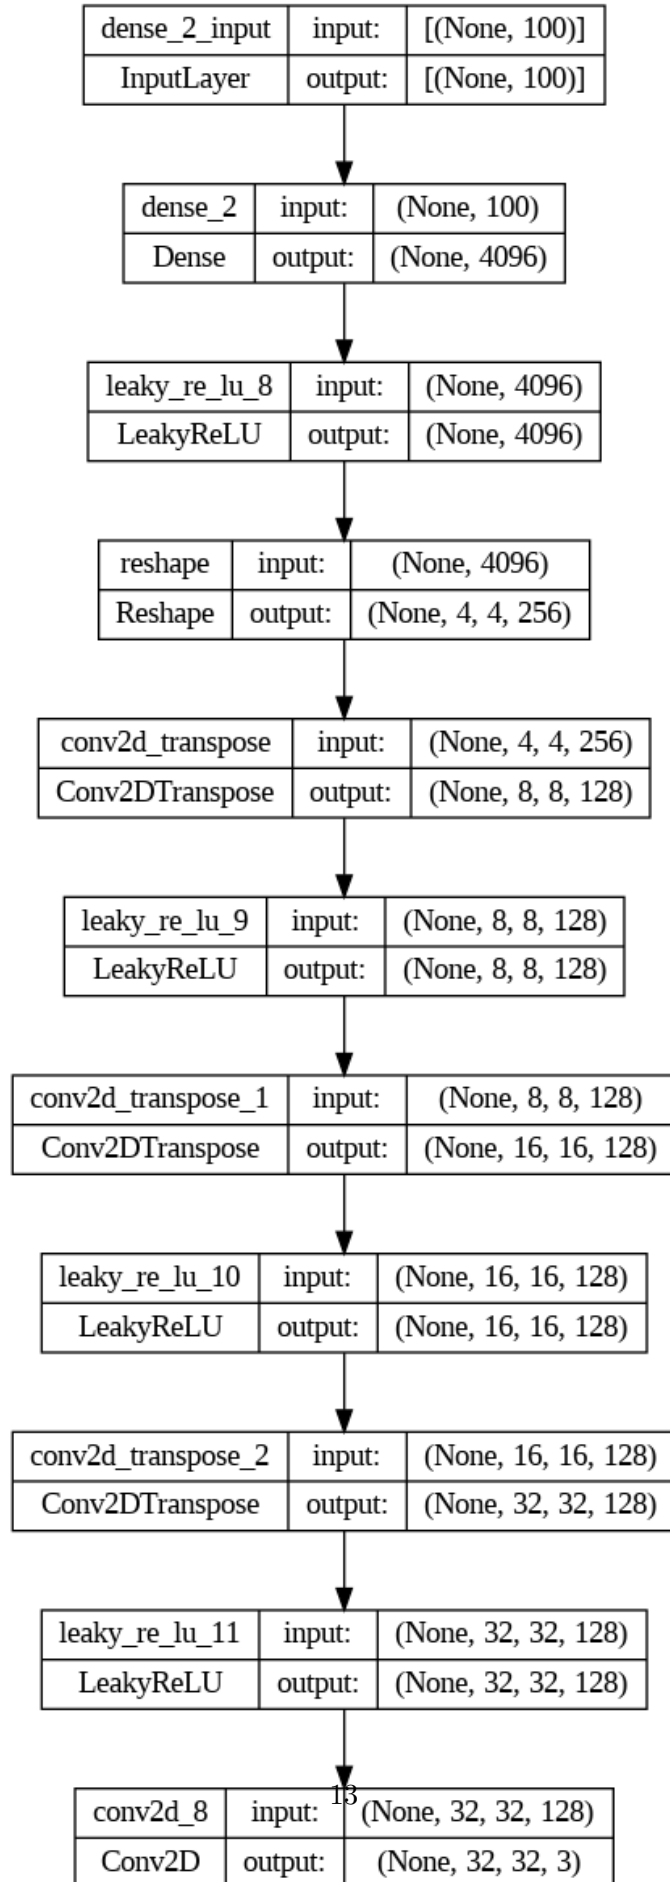 dense_2_input input: [(None, 100)]
InputLayer output: [(None, 100)]
dense_2 input: (None, 100)
Dense output: (None, 4096)
leaky_re_lu_8 input: (None, 4096)
LeakyReLU output: (None, 4096)
reshape input: (None, 4096)
Reshape output: (None, 4, 4, 256)
conv2d_transpose input: (None, 4, 4, 256)
Conv2DTranspose output: (None, 8, 8, 128)
leaky_re_lu_9 input: (None, 8, 8, 128)
LeakyReLU output: (None, 8, 8, 128)
conv2d_transpose_1 input: (None, 8, 8, 128)
Conv2DTranspose output: (None, 16, 16, 128)
leaky_re_lu_10 input: (None, 16, 16, 128)
LeakyReLU output: (None, 16, 16, 128)
conv2d_transpose_2 input: (None, 16, 16, 128)
Conv2DTranspose output: (None, 32, 32, 128)
leaky_re_lu_11 input: (None, 32, 32, 128)
LeakyReLU output: (None, 32, 32, 128)
13
conv2d_8 input: (None, 32, 32, 128)
Conv2D output: (None, 32, 32, 3)